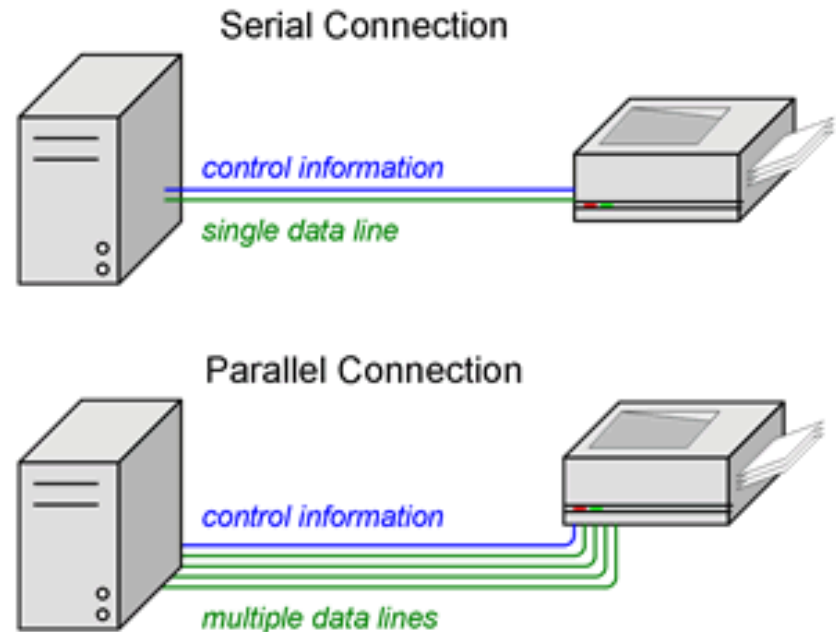 Serial Connection
control information
single data line
Parallel Connection
control information
multiple data lines